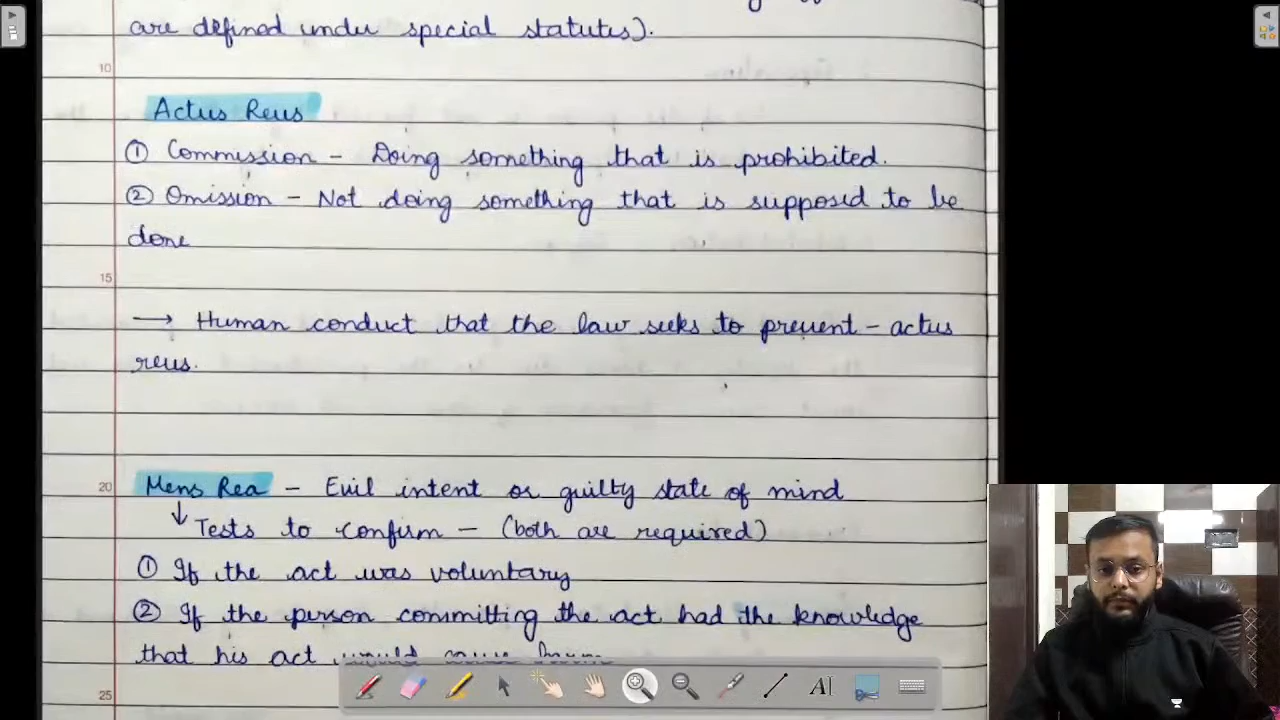 are defined under special statutes).
10
Actus Reus
① Commission - Doing something that is prohibited.
② Omission - Not doing something that is supposed to be
done
15
→ Human conduct that the law seeks to prevent - actus
reus.
20
Mens Rea - Evil intent or guilty state of mind
↓ Tests to confirm - (both are required)
① If the act was voluntary
② If the person committing the act had the knowledge
that his act would cause
25
AI